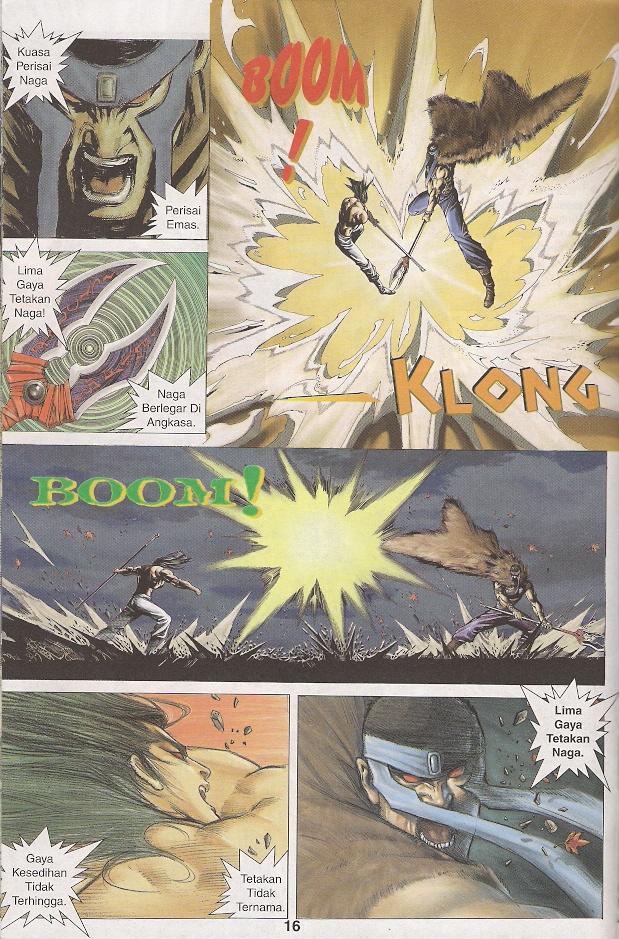 Kuasa
Perisai
Naga
Perisai
Emas.
BOOM
!
Lima
Gaya
Tetakan
Naga!
Naga
Berlegar Di
Angkasa.
KLONG
BOOM!
Gaya
Kesedihan
Tidak
Terhingga.
Tetakan
Tidak
Ternama.
Lima
Gaya
Tetakan
Naga.
16